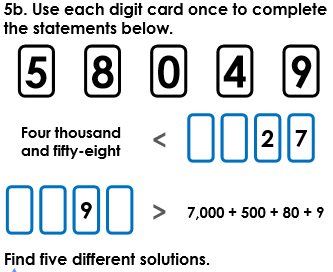 5b. Use each digit card once to complete
the statements below.
5 8 0 4 9
Four thousand
and fifty-eight < 2 7
9 > 7,000 + 500 + 80 + 9
Find five different solutions.